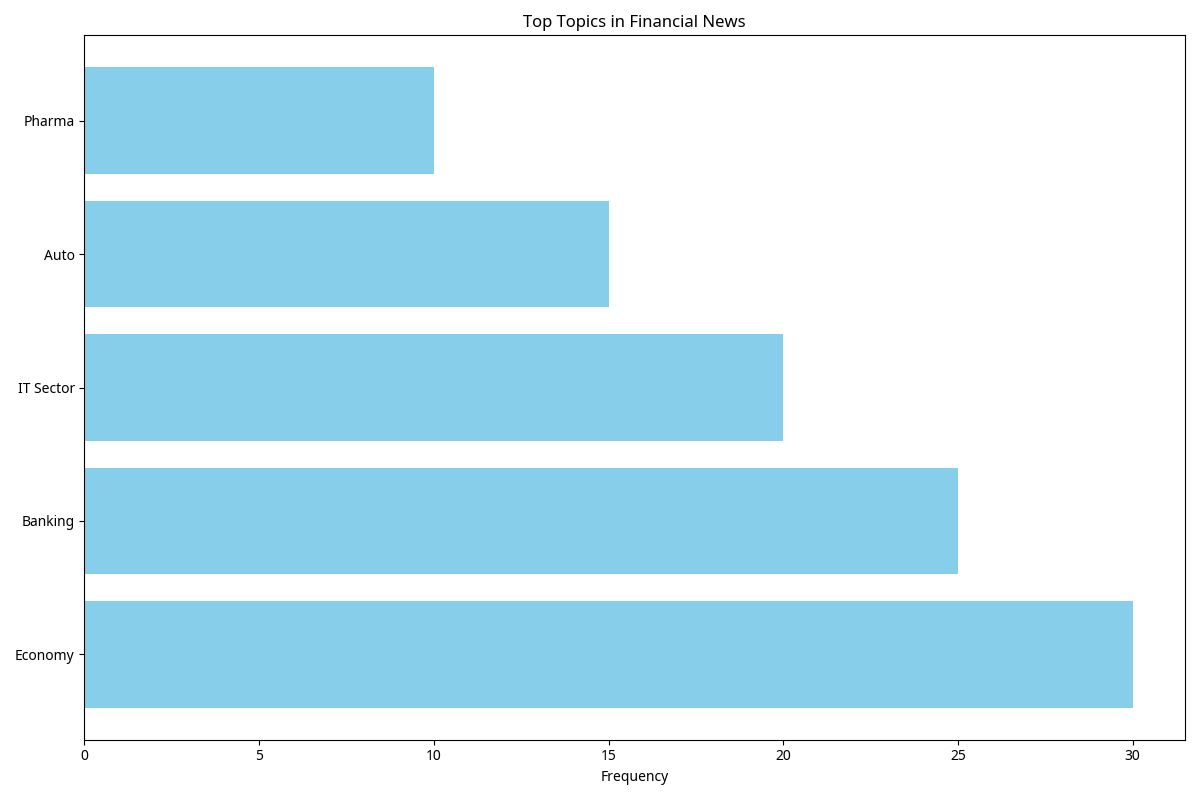 Top Topics in Financial News
Pharma
Auto
IT Sector
Banking
Economy
0 5 10 15 20 25 30
Frequency